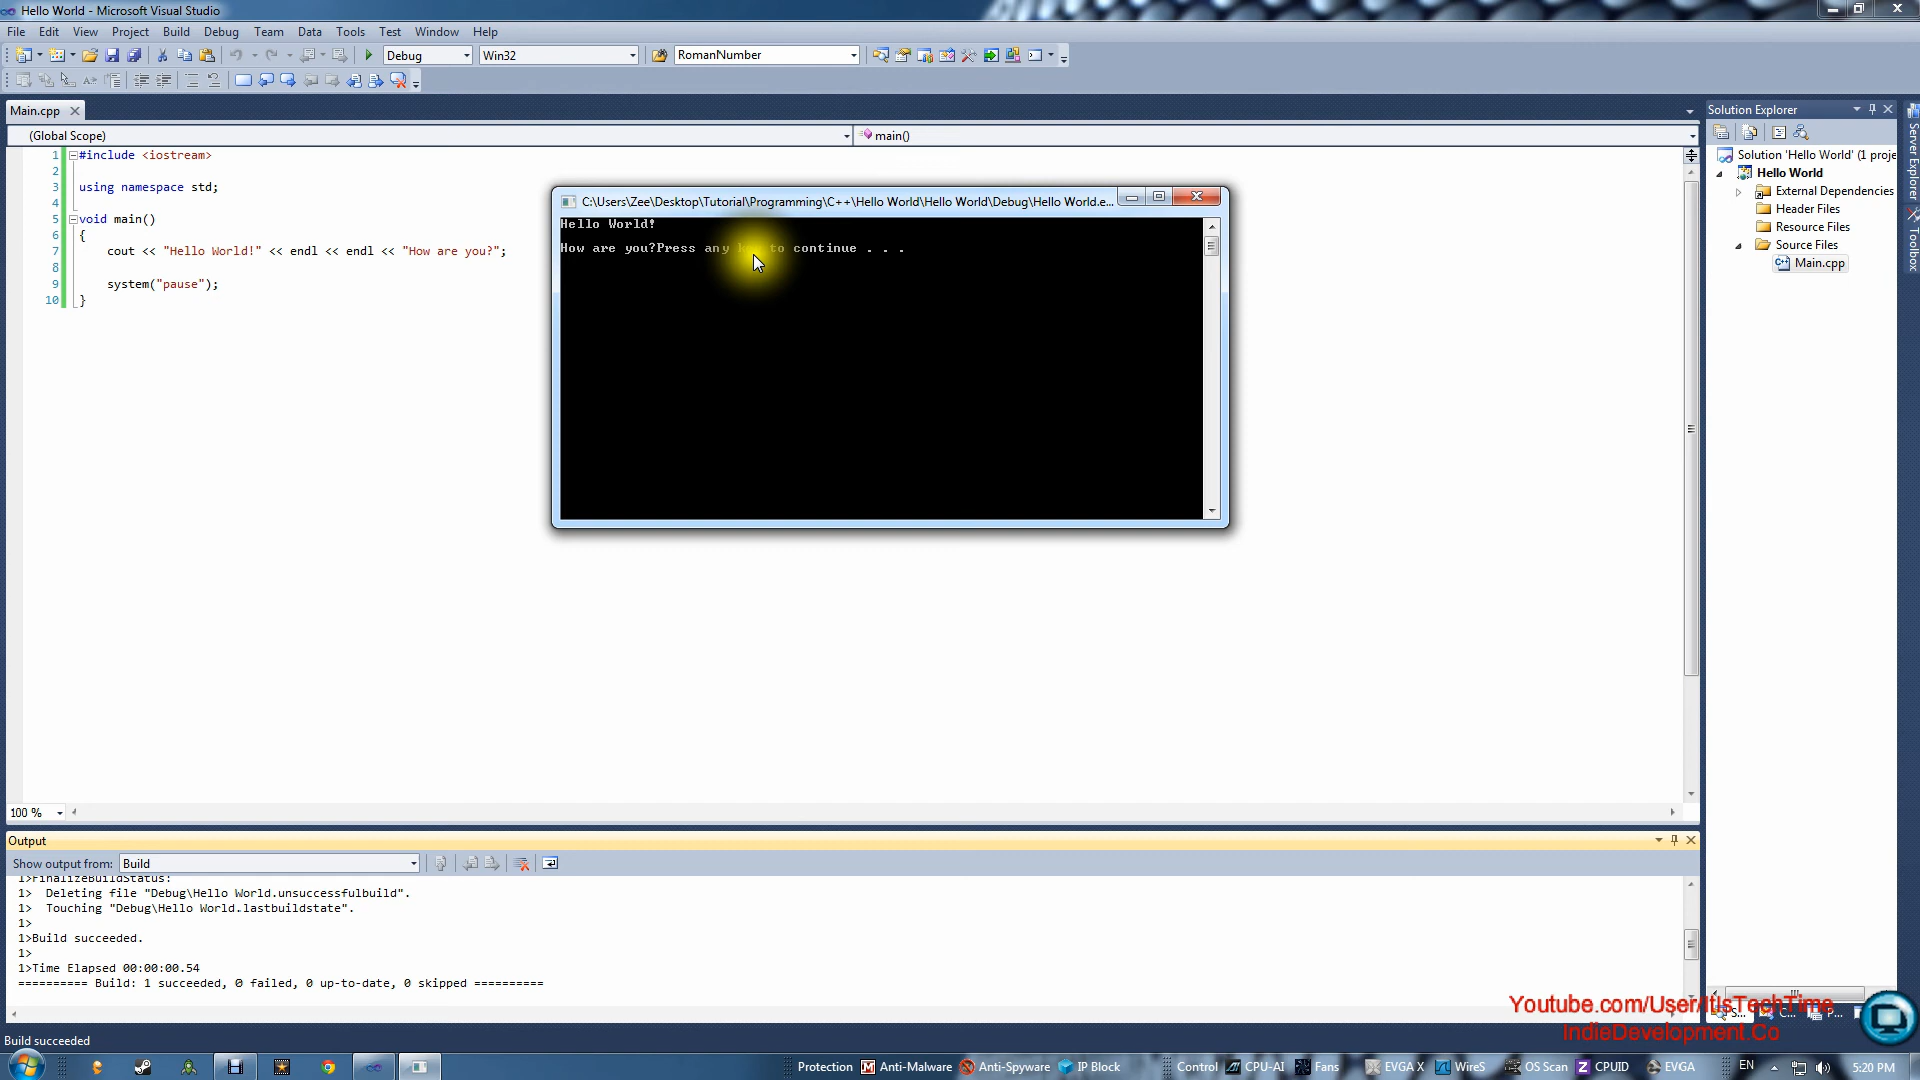 Hello World - Microsoft Visual Studio
File Edit View Project Build Debug Team Data Tools Test Window Help
Debug Win32 RomanNumber
Main.cpp
(Global Scope) main()
1 #include <iostream>
2
3 using namespace std;
4
5 void main()
6 {
7 cout << "Hello World!" << endl << endl << "How are you?";
8
9 system("pause");
10 }
C:\Users\Zee\Desktop\Tutorial\Programming\C++\Hello World\Hello World\Debug\Hello World.e...
Hello World!
How are you?Press any key to continue . . .
Solution Explorer
Solution 'Hello World' (1 proje
Hello World
External Dependencies
Header Files
Resource Files
Source Files
Main.cpp
Server Explorer
Toolbox
100 %
Output
Show output from: Build
1>FinalizeBuildStatus:
1> Deleting file "Debug\Hello World.unsuccessfulbuild".
1> Touching "Debug\Hello World.lastbuildstate".
1>
1>Build succeeded.
1>
1>Time Elapsed 00:00:00.54
========== Build: 1 succeeded, 0 failed, 0 up-to-date, 0 skipped ==========
S... C... P...
Youtube.com/User/ItIsTechTime
IndieDevelopment.Co
Build succeeded
Protection Anti-Malware Anti-Spyware IP Block Control CPU-AI Fans EVGA X WireS OS Scan CPUID EVGA EN 5:20 PM